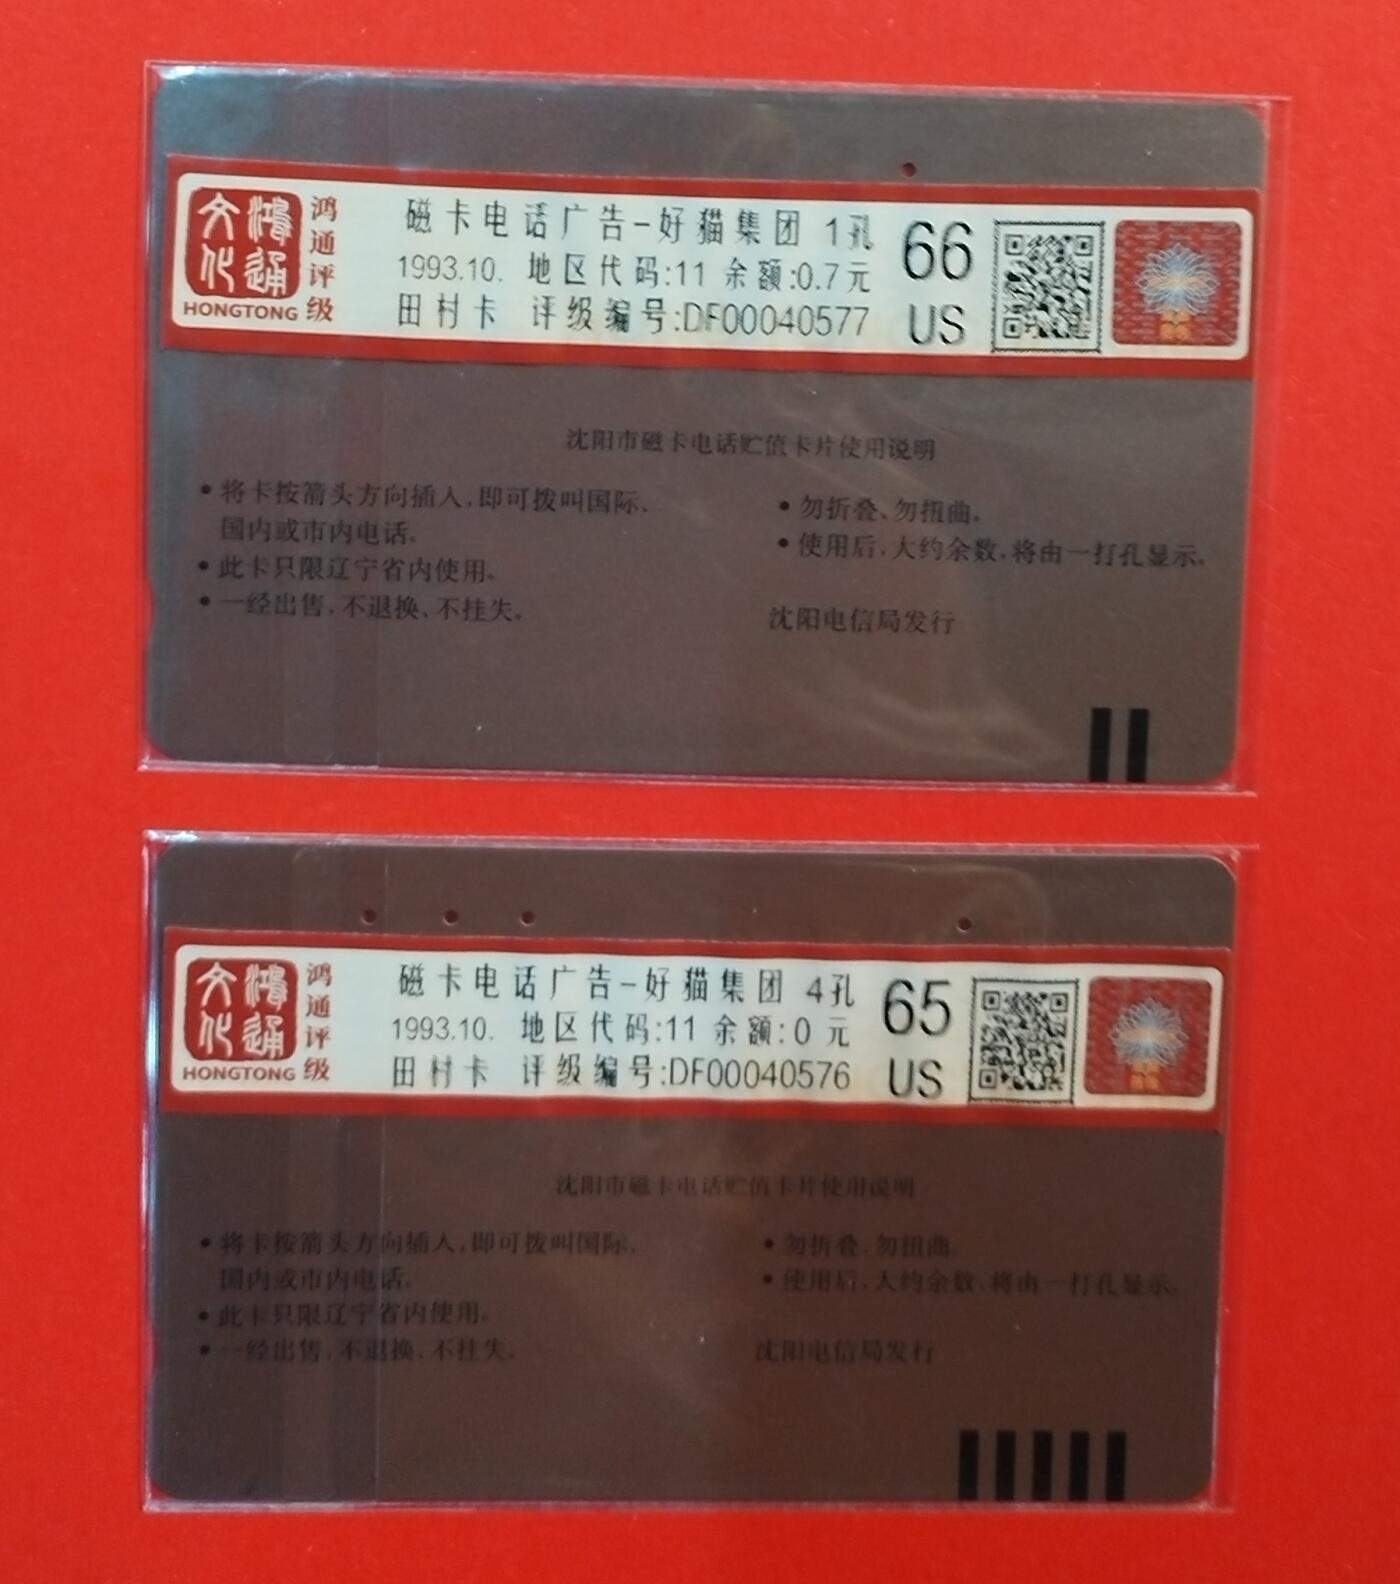 鸿通文化
HONGTONG
鸿通评级
磁卡电话广告-好猫集团 1孔
1993.10. 地区代码:11 余额:0.7元
田村卡 评级编号:DF00040577
66
US
沈阳市磁卡电话贮值卡片使用说明
•将卡按箭头方向插入,即可拨叫国际、
国内或市内电话。
•此卡只限辽宁省内使用。
•一经出售,不退换、不挂失。
•勿折叠、勿扭曲。
•使用后,大约余数,将由一打孔显示。
沈阳电信局发行
鸿通文化
HONGTONG
鸿通评级
磁卡电话广告-好猫集团 4孔
1993.10. 地区代码:11 余额:0 元
田村卡 评级编号:DF00040576
65
US
沈阳市磁卡电话贮值卡片使用说明
•将卡按箭头方向插入,即可拨叫国际、
国内或市内电话。
•此卡只限辽宁省内使用。
•一经出售,不退换、不挂失。
•勿折叠、勿扭曲。
•使用后,大约余数,将由一打孔显示。
沈阳电信局发行